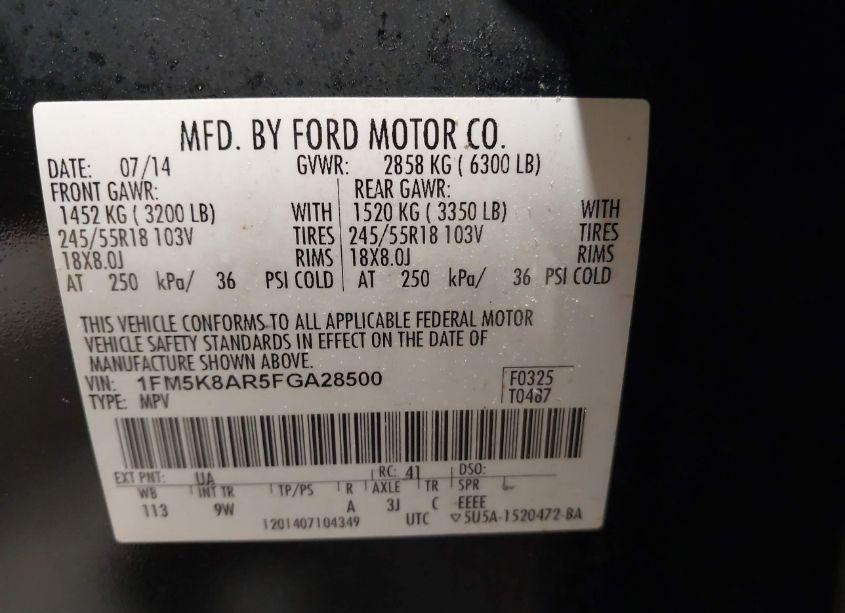 MFD. BY FORD MOTOR CO.
DATE: 07/14 GVWR: 2858 KG ( 6300 LB)
FRONT GAWR: REAR GAWR:
1452 KG ( 3200 LB) WITH 1520 KG ( 3350 LB) WITH
245/55R18 103V TIRES 245/55R18 103V TIRES
18X8.0J RIMS 18X8.0J RIMS
AT 250 kPa/ 36 PSI COLD AT 250 kPa/ 36 PSI COLD
THIS VEHICLE CONFORMS TO ALL APPLICABLE FEDERAL MOTOR
VEHICLE SAFETY STANDARDS IN EFFECT ON THE DATE OF
MANUFACTURE SHOWN ABOVE.
VIN: 1FM5K8AR5FGA28500 F0325
TYPE: MPV T0487
EXT PNT: UA RC: 41 DSO:
WB INT TR TP/PS R AXLE TR SPR
113 9W A 3J C EEEE
1201407104349 UTC ▽5U5A-1520472-BA